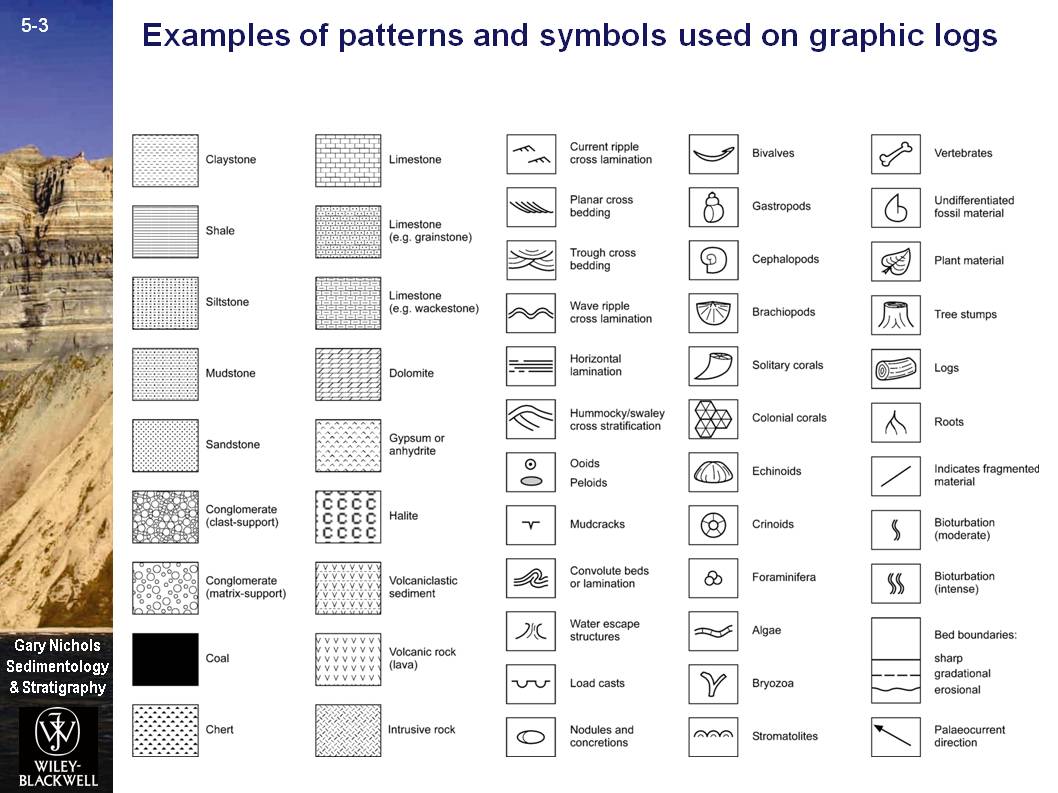 5-3
Examples of patterns and symbols used on graphic logs
Claystone
Shale
Siltstone
Mudstone
Sandstone
Conglomerate
(clast-support)
Conglomerate
(matrix-support)
Coal
Chert
Limestone
Limestone
(e.g. grainstone)
Limestone
(e.g. wackestone)
Dolomite
Gypsum or
anhydrite
Halite
Volcaniclastic
sediment
Volcanic rock
(lava)
Intrusive rock
Current ripple
cross lamination
Planar cross
bedding
Trough cross
bedding
Wave ripple
cross lamination
Horizontal
lamination
Hummocky/swaley
cross stratification
Ooids
Peloids
Mudcracks
Convolute beds
or lamination
Water escape
structures
Load casts
Nodules and
concretions
Bivalves
Gastropods
Cephalopods
Brachiopods
Solitary corals
Colonial corals
Echinoids
Crinoids
Foraminifera
Algae
Bryozoa
Stromatolites
Vertebrates
Undifferentiated
fossil material
Plant material
Tree stumps
Logs
Roots
Indicates fragmented
material
Bioturbation
(moderate)
Bioturbation
(intense)
Bed boundaries:
sharp
gradational
erosional
Palaeocurrent
direction
Gary Nichols
Sedimentology
& Stratigraphy
WILEY-
BLACKWELL